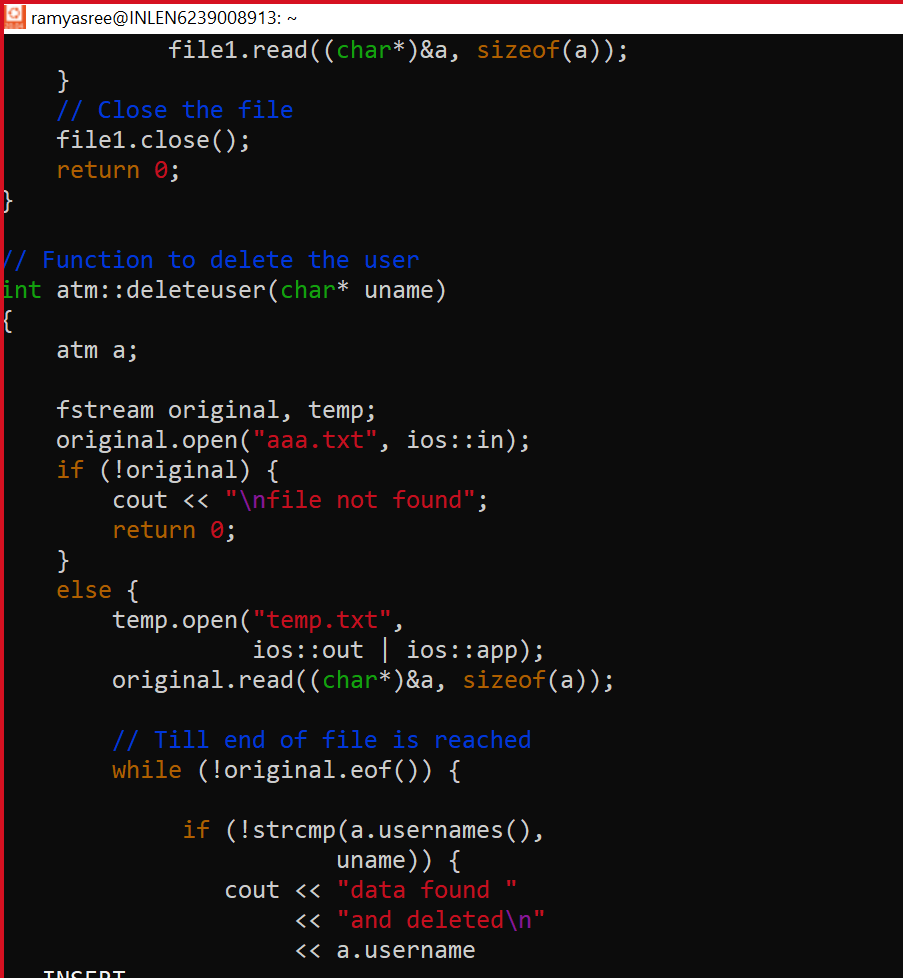 ramyasree@INLEN6239008913: ~
            file1.read((char*)&a, sizeof(a));
    }
    // Close the file
    file1.close();
    return 0;
}

// Function to delete the user
int atm::deleteuser(char* uname)
{
    atm a;

    fstream original, temp;
    original.open("aaa.txt", ios::in);
    if (!original) {
        cout << "\nfile not found";
        return 0;
    }
    else {
        temp.open("temp.txt",
                  ios::out | ios::app);
        original.read((char*)&a, sizeof(a));

        // Till end of file is reached
        while (!original.eof()) {

             if (!strcmp(a.usernames(),
                        uname)) {
                cout << "data found "
                     << "and deleted\n"
                     << a.username
-- INSERT --